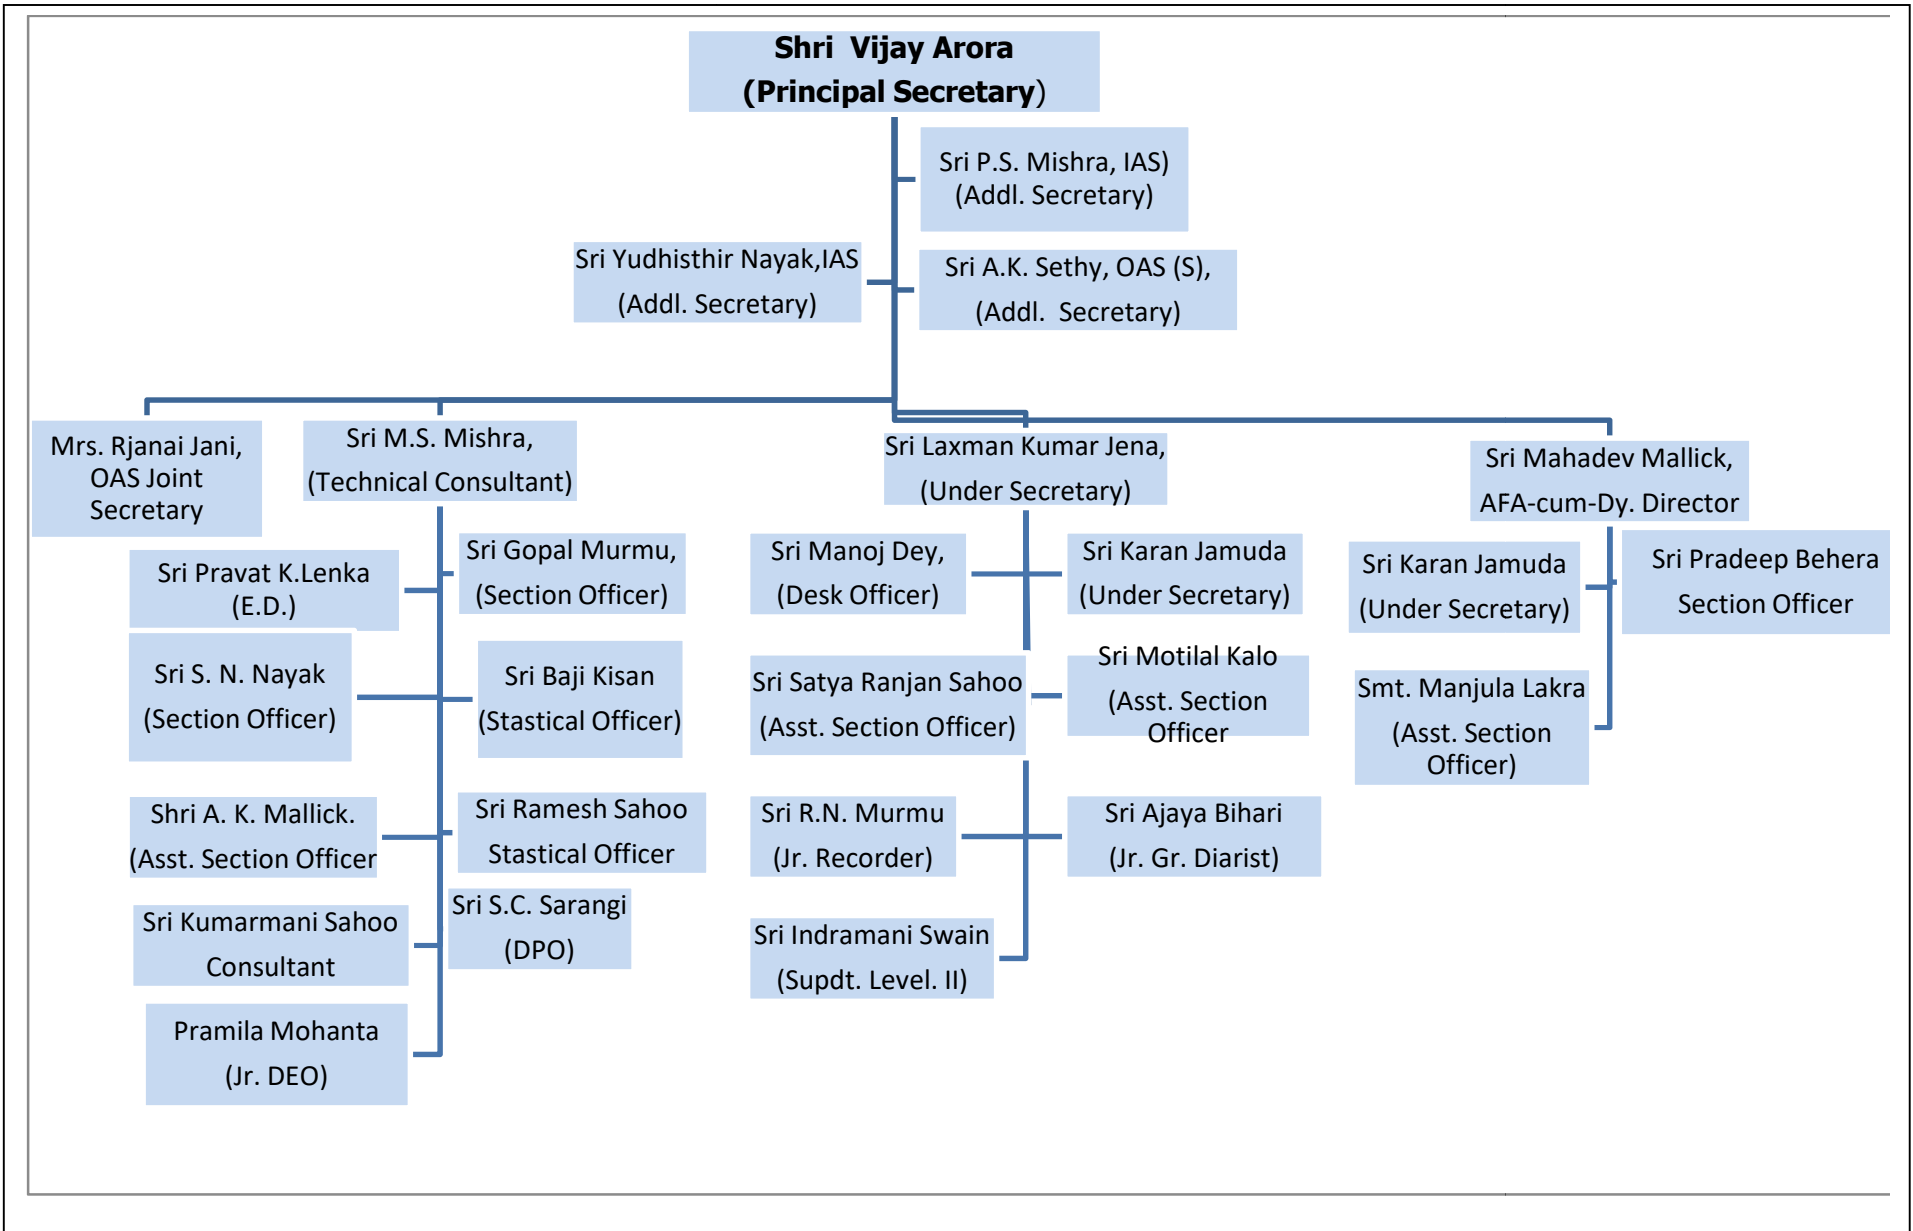 Shri  Vijay Arora
(Principal Secretary)
Sri P.S. Mishra, IAS)
(Addl. Secretary)
Sri Yudhisthir Nayak,IAS
(Addl. Secretary)
Sri A.K. Sethy, OAS (S),
(Addl.  Secretary)
Mrs. Rjanai Jani,
OAS Joint
Secretary
Sri M.S. Mishra,
(Technical Consultant)
Sri Laxman Kumar Jena,
(Under Secretary)
Sri Mahadev Mallick,
AFA-cum-Dy. Director
Sri Pravat K.Lenka
(E.D.)
Sri Gopal Murmu,
(Section Officer)
Sri S. N. Nayak
(Section Officer)
Sri Baji Kisan
(Stastical Officer)
Shri A. K. Mallick.
(Asst. Section Officer
Sri Ramesh Sahoo
Stastical Officer
Sri Kumarmani Sahoo
Consultant
Sri S.C. Sarangi
(DPO)
Pramila Mohanta
(Jr. DEO)
Sri Manoj Dey,
(Desk Officer)
Sri Karan Jamuda
(Under Secretary)
Sri Satya Ranjan Sahoo
(Asst. Section Officer)
Sri Motilal Kalo
(Asst. Section
Officer
Sri R.N. Murmu
(Jr. Recorder)
Sri Ajaya Bihari
(Jr. Gr. Diarist)
Sri Indramani Swain
(Supdt. Level. II)
Sri Karan Jamuda
(Under Secretary)
Sri Pradeep Behera
Section Officer
Smt. Manjula Lakra
(Asst. Section
Officer)